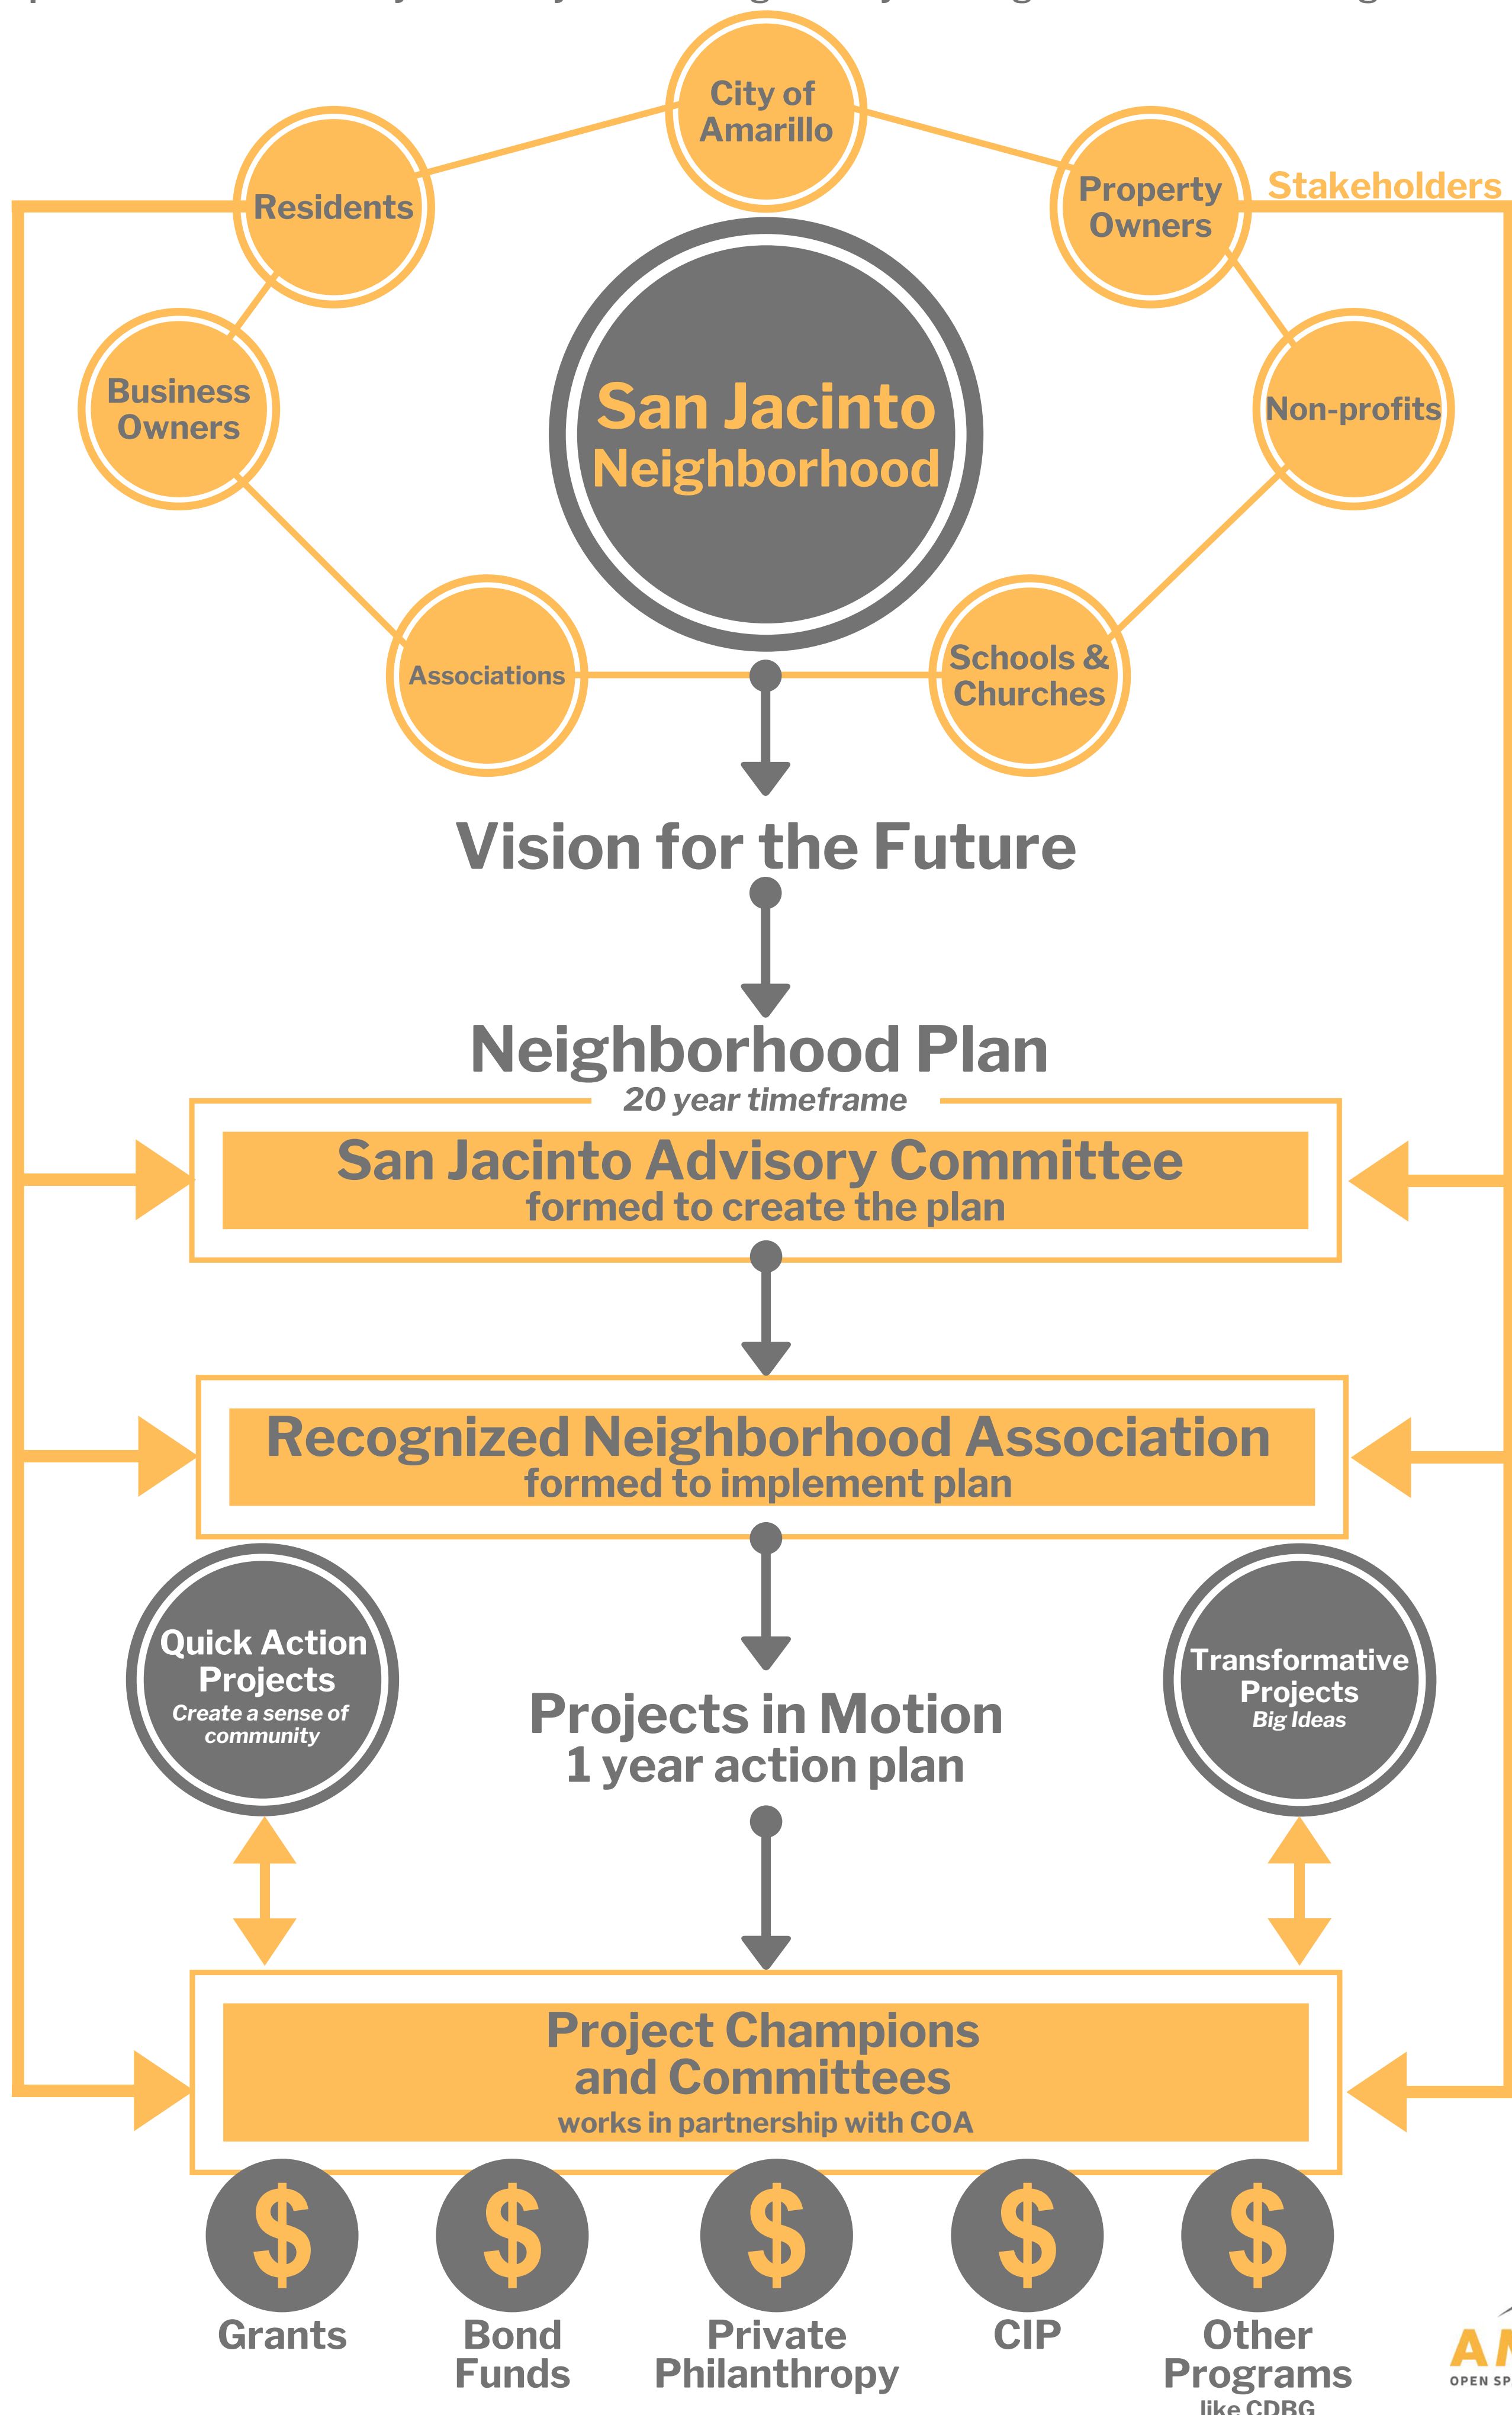 City of
Amarillo
Residents
Property
Owners
Stakeholders
Business
Owners
San Jacinto
Neighborhood
Non-profits
Associations
Schools &
Churches
Vision for the Future
Neighborhood Plan
20 year timeframe
San Jacinto Advisory Committee
formed to create the plan
Recognized Neighborhood Association
formed to implement plan
Quick Action
Projects
Create a sense of
community
Transformative
Projects
Big Ideas
Projects in Motion
1 year action plan
Project Champions
and Committees
works in partnership with COA
$ $ $ $ $
Grants
Bond
Funds
Private
Philanthropy
CIP
Other
Programs
like CDBG
OPEN